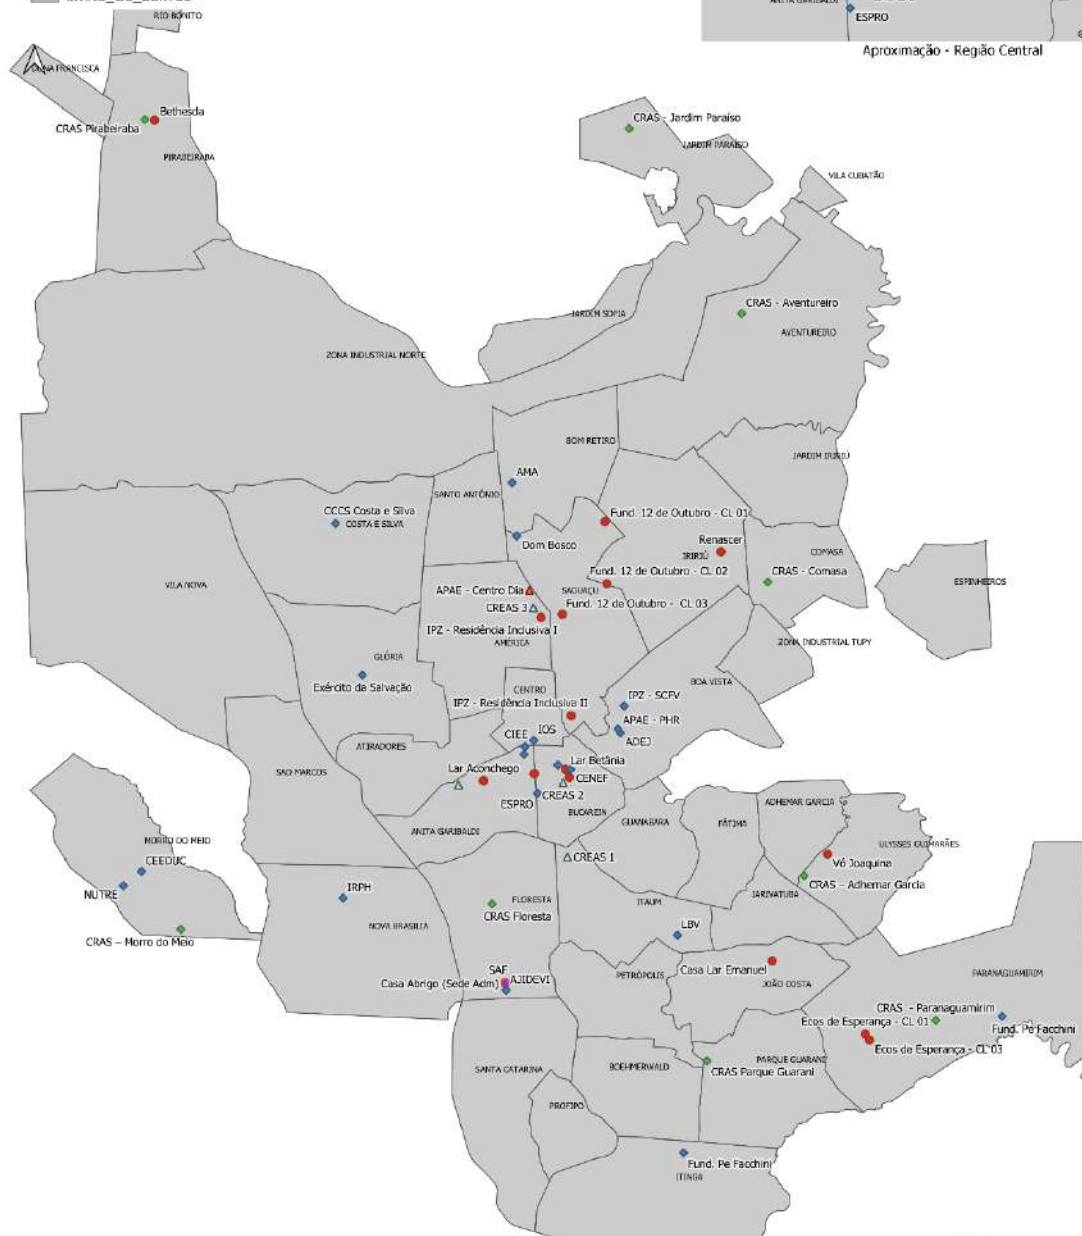 ANITA GARIBALDI
ESPRO
Aproximação - Região Central
RIO BONITO
DONA FRANCISCA
Bethesda
CRAS Pirabeiraba
PIRABEIRABA
CRAS - Jardim Paraíso
JARDIM PARAÍSO
VILA CUBATÃO
CRAS - Aventureiro
JARDIM SOFIA
AVENTUREIRO
ZONA INDUSTRIAL NORTE
BOM RETIRO
JARDIM IRIRIÚ
AMA
SANTO ANTÔNIO
CCCS Costa e Silva
COSTA E SILVA
Fund. 12 de Outubro - CL 01
Dom Bosco
Renascer
IRIRIÚ
COMASA
Fund. 12 de Outubro - CL 02
CRAS - Comasa
ESPINHEIROS
VILA NOVA
APAE - Centro Dia
SAGUAÇU
CREAS 3
Fund. 12 de Outubro - CL 03
IPZ - Residência Inclusiva I
AMÉRICA
ZONA INDUSTRIAL TUPY
GLÓRIA
BOA VISTA
Exército da Salvação
CENTRO
IPZ - SCFV
IPZ - Residência Inclusiva II
APAE - PHR
IOS
CIEE
ADEJ
ATIRADORES
SAO MARCOS
Lar Aconchego
Lar Betânia
CENEF
ESPRO
CREAS 2
BUCAREIN
ADHEMAR GARCIA
GUANABARA
FÁTIMA
ANITA GARIBALDI
MORRO DO MEIO
ULYSSES GUIMARÃES
CREAS 1
Vó Joaquina
CEEDUC
CRAS - Adhemar Garcia
NUTRE
IRPH
JARIVATUBA
FLORESTA
ITAUM
CRAS Floresta
NOVA BRASILIA
LBV
CRAS - Morro do Meio
SAF
Casa Lar Emanuel
PETRÓPOLIS
PARANAGUAMIRIM
AJIDEVI
Casa Abrigo (Sede Adm)
JOÃO COSTA
CRAS - Paranaguamirim
Ecos de Esperança - CL 01
Fund. Pe Facchini
Ecos de Esperança - CL 03
PARQUE GUARANI
SANTA CATARINA
BOEHMERWALD
CRAS Parque Guarani
PROFIPO
Fund. Pe Facchini
ITINGA